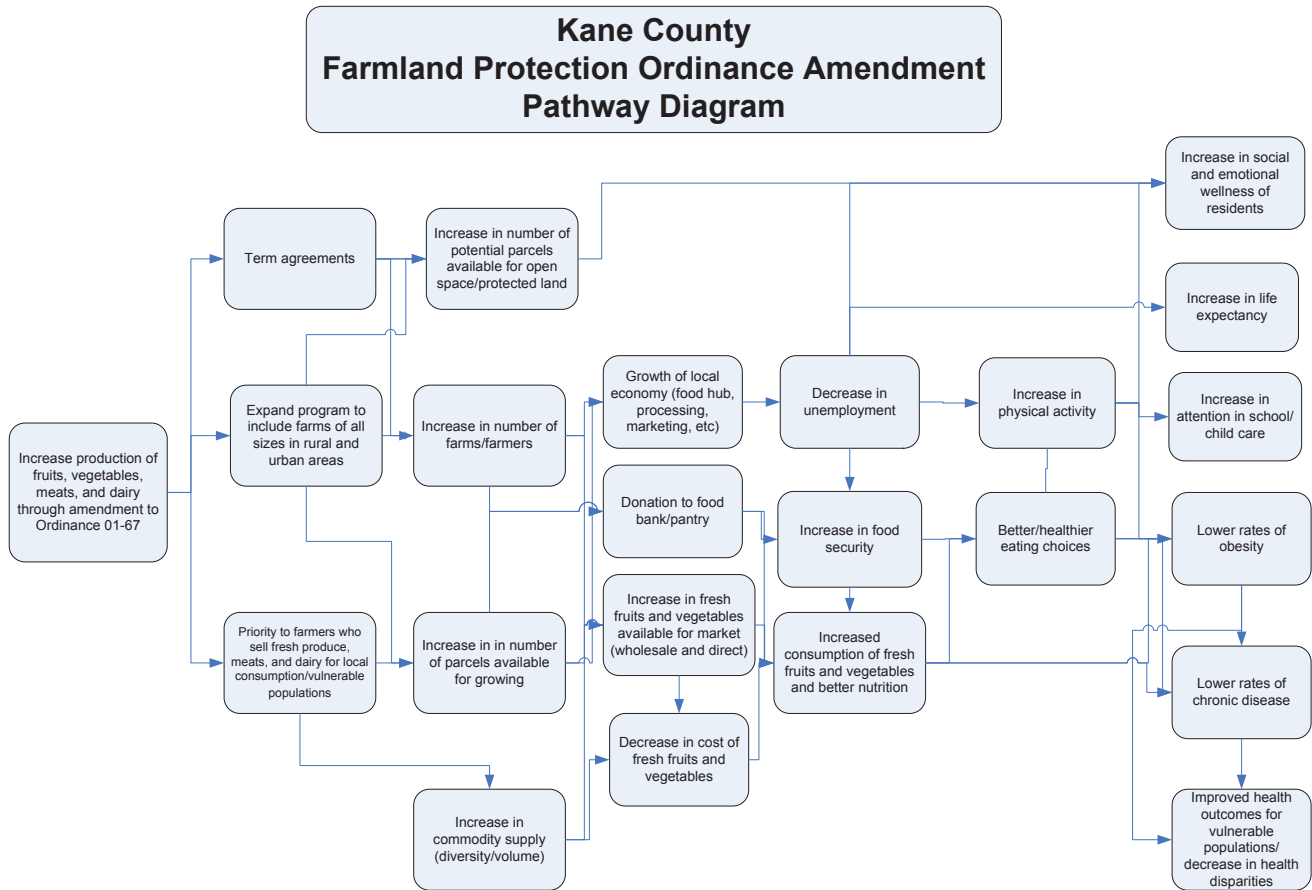 Kane County
Farmland Protection Ordinance Amendment
Pathway Diagram
Increase in social
and emotional
wellness of
residents
Term agreements
Increase in number of
potential parcels
available for open
space/protected land
Increase in life
expectancy
Growth of local
economy (food hub,
processing,
marketing, etc)
Decrease in
unemployment
Increase in
physical activity
Increase in
attention in school/
child care
Expand program to
include farms of all
sizes in rural and
urban areas
Increase in number of
farms/farmers
Increase production of
fruits, vegetables,
meats, and dairy
through amendment to
Ordinance 01-67
Donation to food
bank/pantry
Increase in food
security
Better/healthier
eating choices
Lower rates of
obesity
Priority to farmers who
sell fresh produce,
meats, and dairy for local
consumption/vulnerable
populations
Increase in in number
of parcels available
for growing
Increase in fresh
fruits and vegetables
available for market
(wholesale and direct)
Increased
consumption of fresh
fruits and vegetables
and better nutrition
Lower rates of
chronic disease
Decrease in cost of
fresh fruits and
vegetables
Increase in
commodity supply
(diversity/volume)
Improved health
outcomes for
vulnerable
populations/
decrease in health
disparities